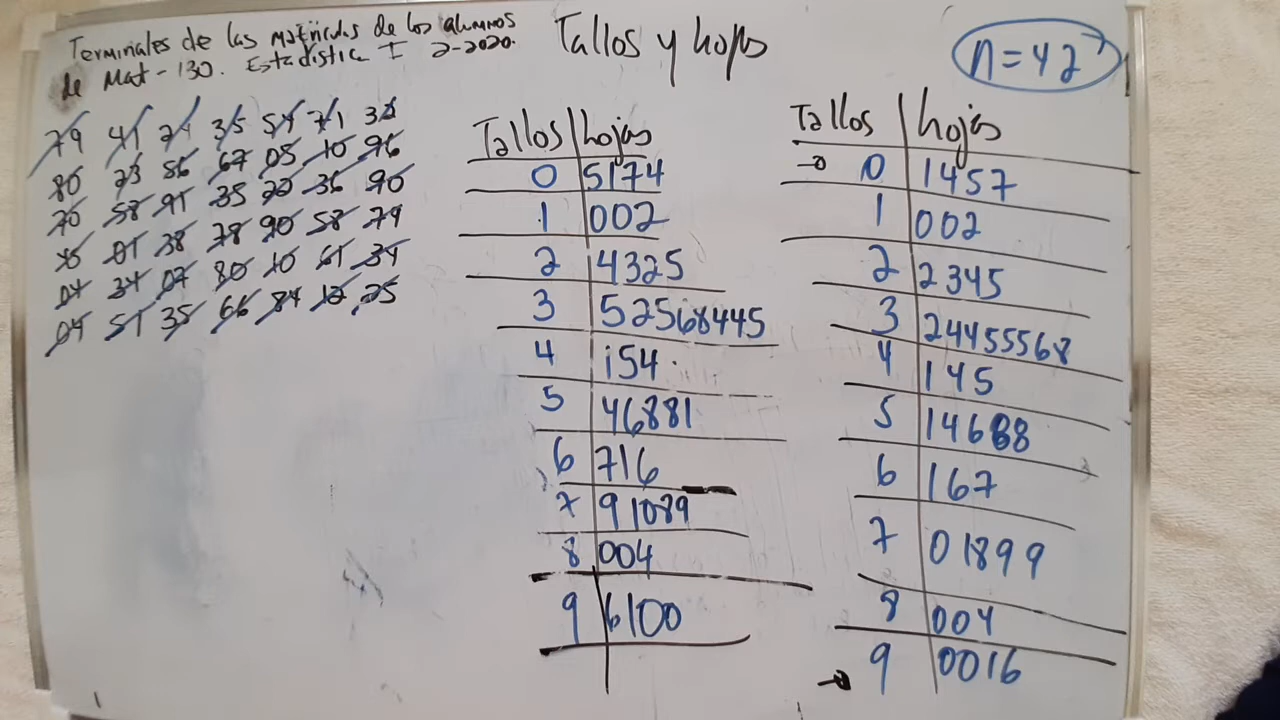 Terminales de las matriculas de los alumnos
de Mat-130. Estadistica I 2-2020.
Tallos y hojas
n=42
79 41 24 35 54 71 32
80 23 56 67 05 10 96
70 58 91 35 22 36 90
45 01 38 78 90 58 79
04 34 07 80 10 61 34
04 51 35 66 84 12 25
Tallos hojas
0 5174
1 002
2 4325
3 52568445
4 154
5 46881
6 716
7 91089
8 004
9 6100
Tallos hojas
0 1457
1 002
2 2345
3 24455568
4 145
5 14688
6 167
7 01899
8 004
9 0016